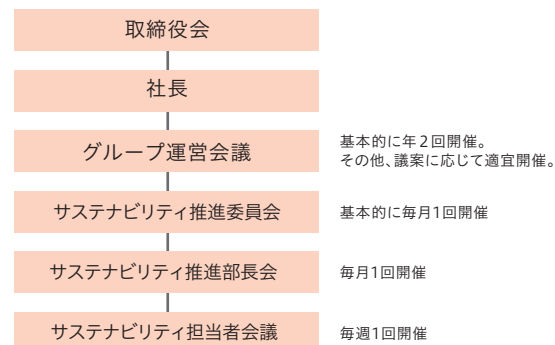 取締役会
社長
グループ運営会議
基本的に年2回開催。
その他、議案に応じて適宜開催。
サステナビリティ推進委員会
基本的に毎月1回開催
サステナビリティ推進部長会
毎月1回開催
サステナビリティ担当者会議
毎週1回開催